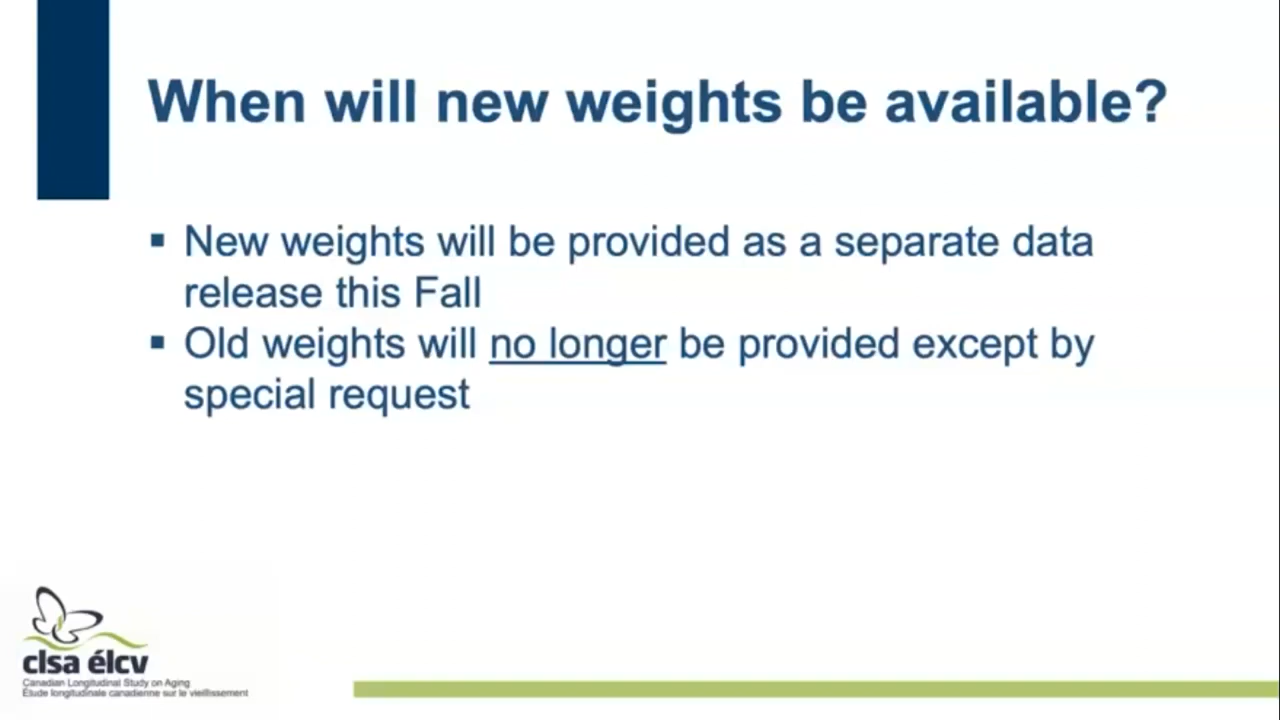 When will new weights be available?
▪ New weights will be provided as a separate data
release this Fall
▪ Old weights will no longer be provided except by
special request
clsa élcv
Canadian Longitudinal Study on Aging
Étude longitudinale canadienne sur le vieillissement